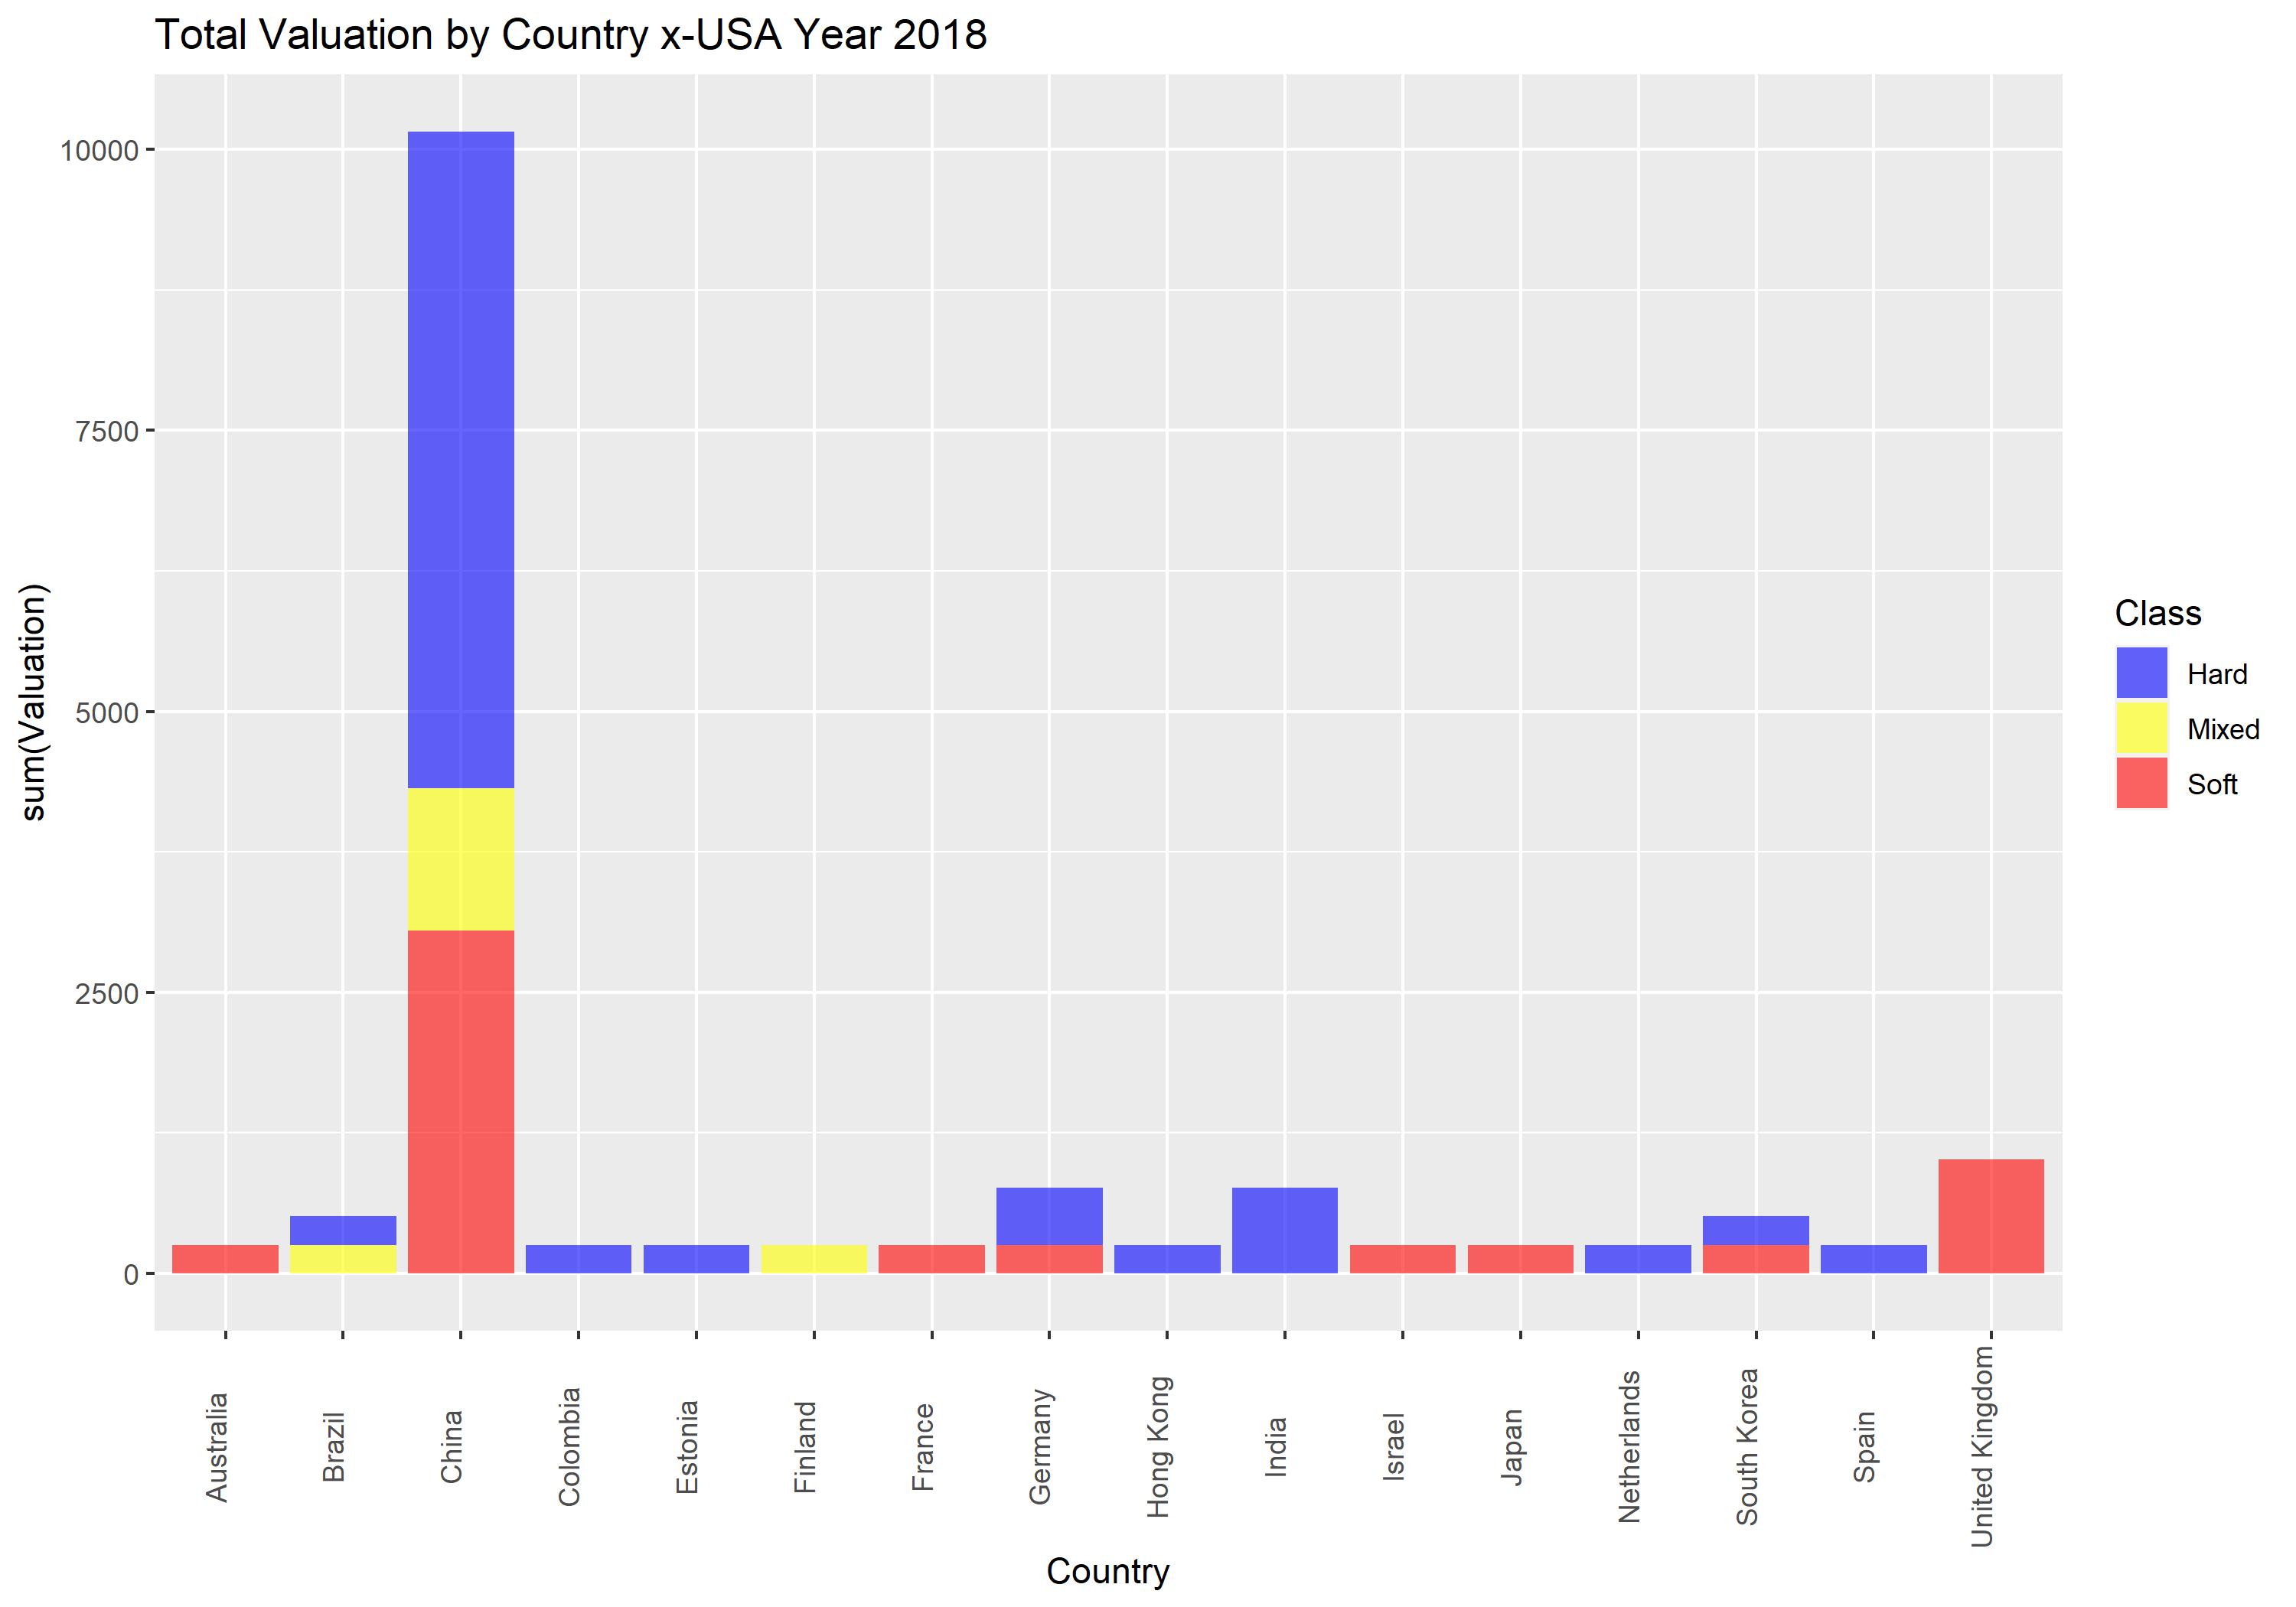 Total Valuation by Country x-USA Year 2018
sum(Valuation)
10000
7500
5000
2500
0
Australia
Brazil
China
Colombia
Estonia
Finland
France
Germany
Hong Kong
India
Israel
Japan
Netherlands
South Korea
Spain
United Kingdom
Country
Class
Hard
Mixed
Soft